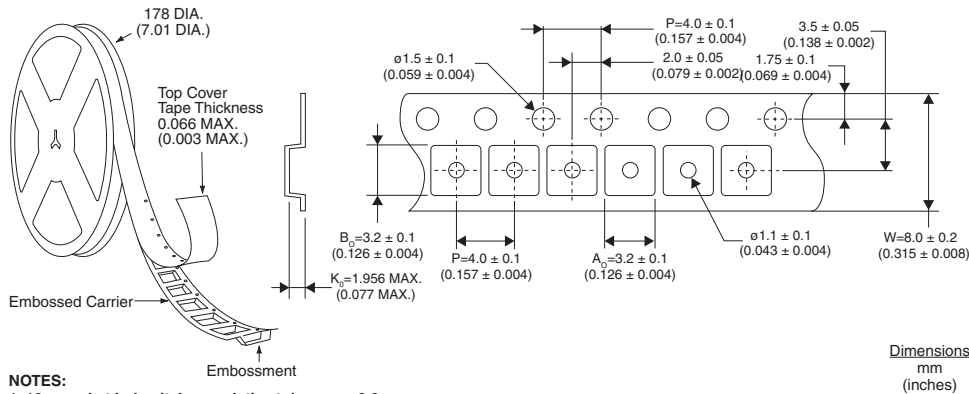 178 DIA.
(7.01 DIA.)
Top Cover
Tape Thickness
0.066 MAX.
(0.003 MAX.)
ø1.5 ± 0.1
(0.059 ± 0.004)
P=4.0 ± 0.1
(0.157 ± 0.004)
2.0 ± 0.05
(0.079 ± 0.002)
3.5 ± 0.05
(0.138 ± 0.002)
1.75 ± 0.1
(0.069 ± 0.004)
B₀=3.2 ± 0.1
(0.126 ± 0.004)
K₀=1.956 MAX.
(0.077 MAX.)
P=4.0 ± 0.1
(0.157 ± 0.004)
A₀=3.2 ± 0.1
(0.126 ± 0.004)
ø1.1 ± 0.1
(0.043 ± 0.004)
W=8.0 ± 0.2
(0.315 ± 0.008)
Embossed Carrier
Embossment
Dimensions
mm
(inches)
NOTES: